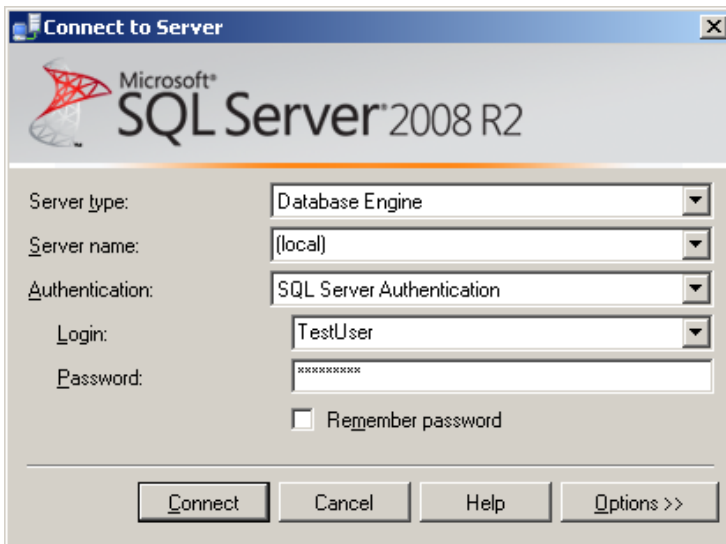 Connect to Server
Microsoft®
SQL Server® 2008 R2
Server type: Database Engine
Server name: (local)
Authentication: SQL Server Authentication
Login: TestUser
Password: *********
Remember password
Connect Cancel Help Options >>